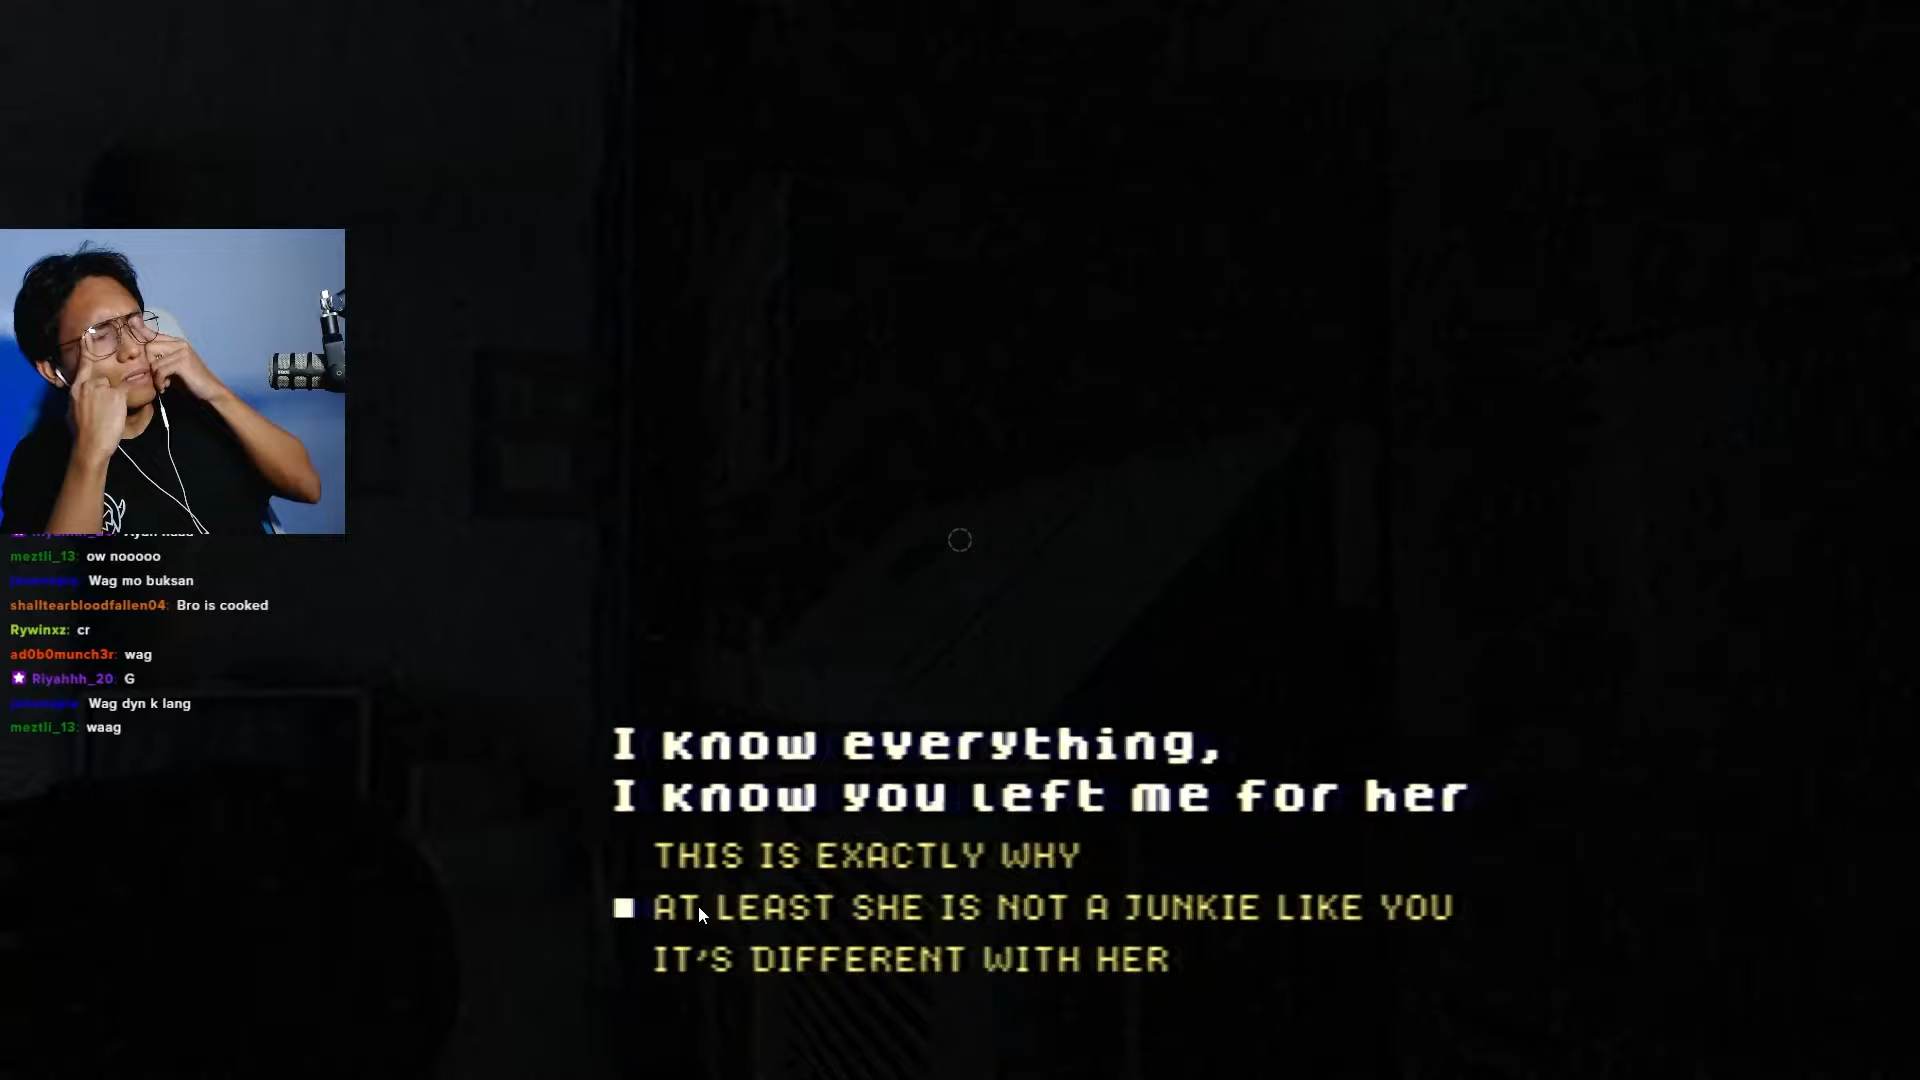 meztli_13: ow nooooo
Wag mo buksan
shalltearbloodfallen04: Bro is cooked
Rywinxz: cr
ad0b0munch3r: wag
Riyahhh_20: G
Wag dyn k lang
meztli_13: waag
I know everything,
I know you left me for her
THIS IS EXACTLY WHY
AT LEAST SHE IS NOT A JUNKIE LIKE YOU
IT'S DIFFERENT WITH HER